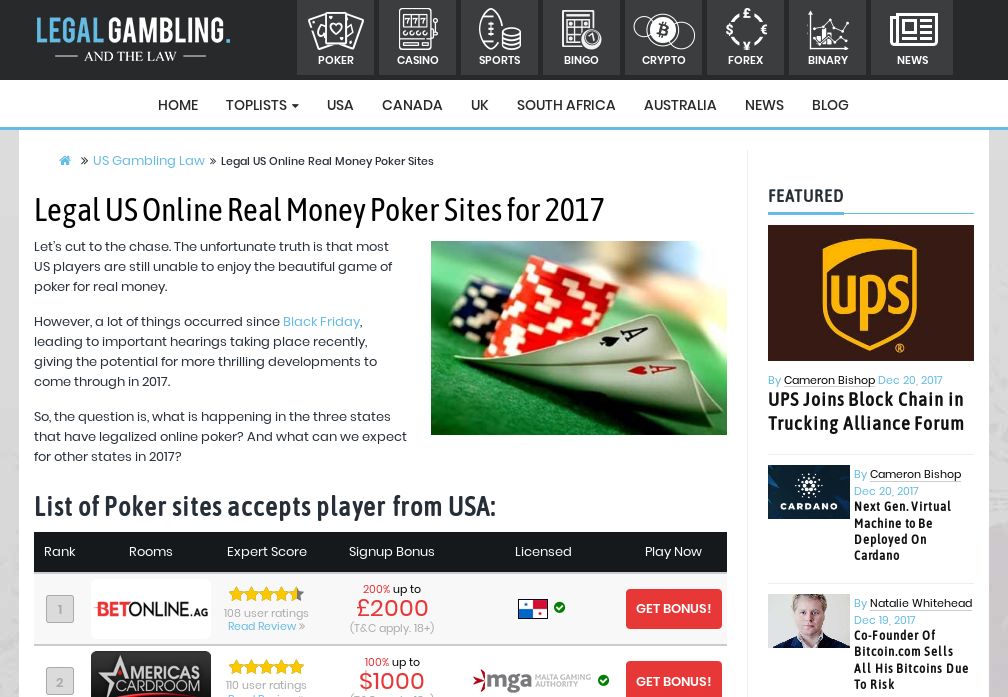 LEGAL GAMBLING.
AND THE LAW
POKER
CASINO
SPORTS
BINGO
CRYPTO
FOREX
BINARY
NEWS
HOME
TOPLISTS
USA
CANADA
UK
SOUTH AFRICA
AUSTRALIA
NEWS
BLOG
» US Gambling Law » Legal US Online Real Money Poker Sites
Legal US Online Real Money Poker Sites for 2017
Let's cut to the chase. The unfortunate truth is that most
US players are still unable to enjoy the beautiful game of
poker for real money.
However, a lot of things occurred since Black Friday,
leading to important hearings taking place recently,
giving the potential for more thrilling developments to
come through in 2017.
So, the question is, what is happening in the three states
that have legalized online poker? And what can we expect
for other states in 2017?
A
A
List of Poker sites accepts player from USA:
Rank Rooms Expert Score Signup Bonus Licensed Play Now
1
BETONLINE.AG
108 user ratings
Read Review »
200% up to
£2000
(T&C apply. 18+)
GET BONUS!
2
AMERICAS
CARDROOM
110 user ratings
100% up to
$1000
mga MALTA GAMING
AUTHORITY
GET BONUS!
FEATURED
ups
®
By Cameron Bishop Dec 20, 2017
UPS Joins Block Chain in
Trucking Alliance Forum
CARDANO
By Cameron Bishop
Dec 20, 2017
Next Gen. Virtual
Machine to Be
Deployed On
Cardano
By Natalie Whitehead
Dec 19, 2017
Co-Founder Of
Bitcoin.com Sells
All His Bitcoins Due
To Risk